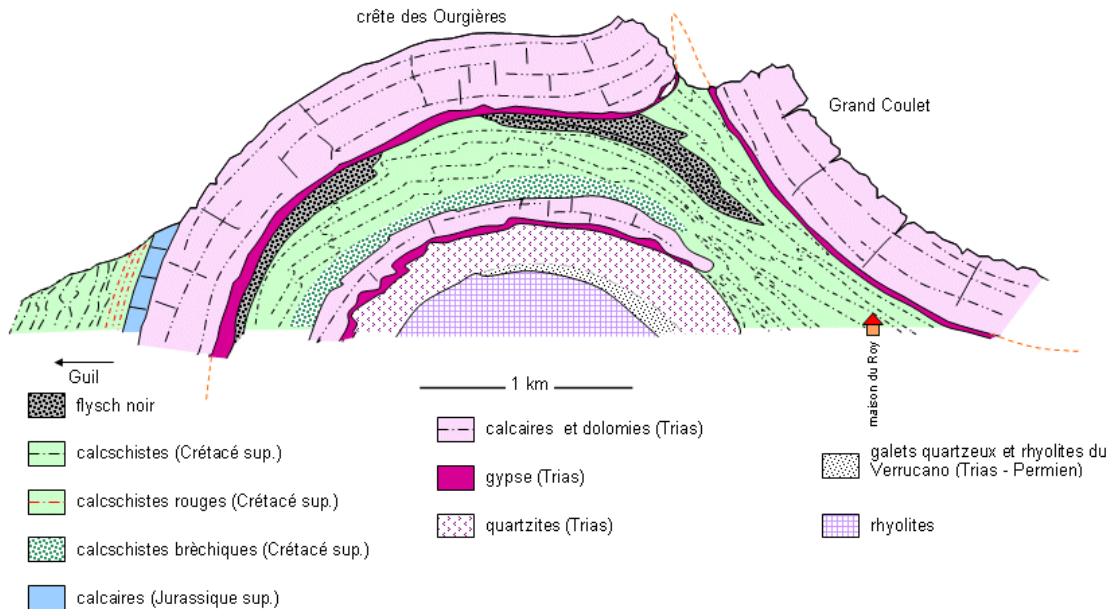 crête des Ourgières
Grand Coulet
Guil
1 km
maison du Roy
flysch noir
calcschistes (Crétacé sup.)
calcschistes rouges (Crétacé sup.)
calcschistes brèchiques (Crétacé sup.)
calcaires (Jurassique sup.)
calcaires et dolomies (Trias)
gypse (Trias)
quartzites (Trias)
galets quartzeux et rhyolites du
Verrucano (Trias - Permien)
rhyolites